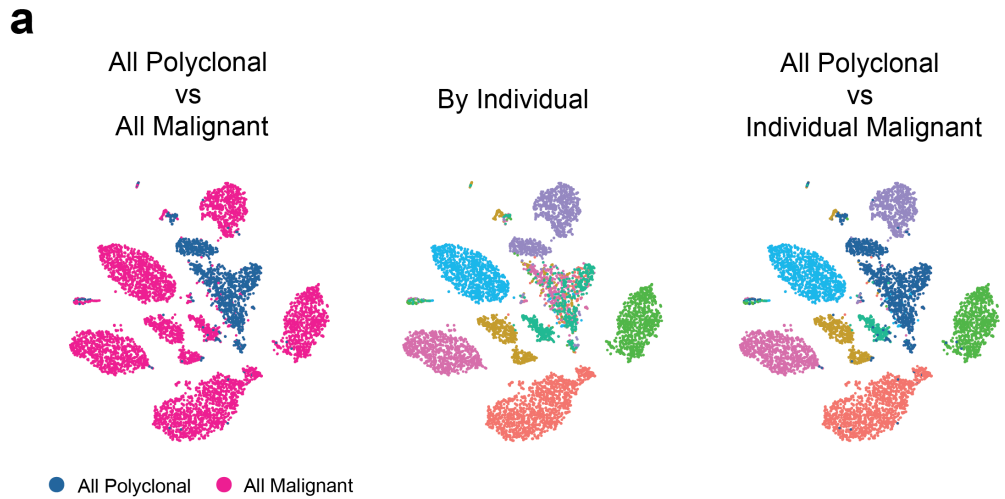 a
All Polyclonal
vs
All Malignant
By Individual
All Polyclonal
vs
Individual Malignant
All Polyclonal
All Malignant